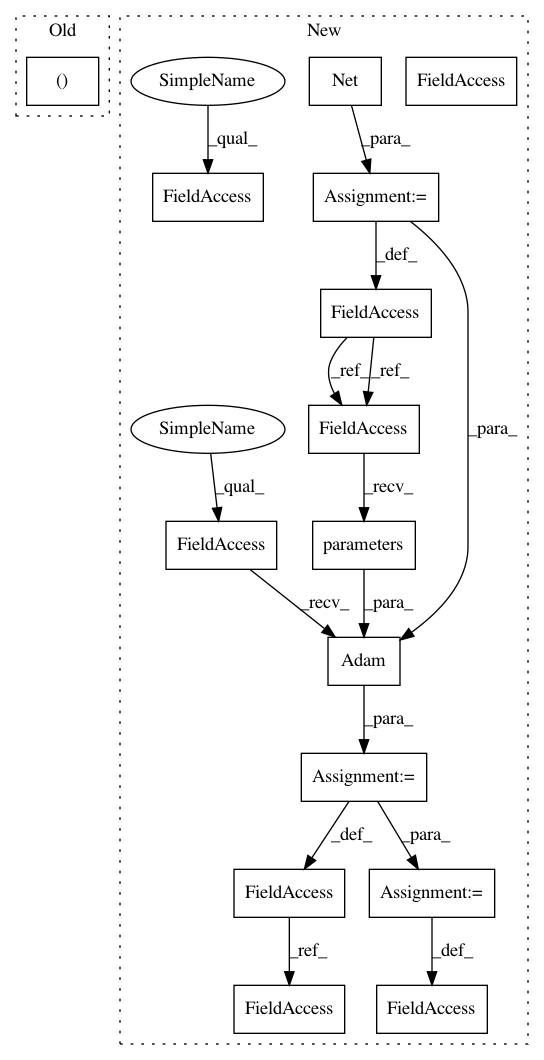 Old
New
()
SimpleName
Net
FieldAccess
_qual_
_para_
FieldAccess
Assignment:=
_def_
FieldAccess
_ref_
_ref_
_para_
SimpleName
FieldAccess
_qual_
_recv_
FieldAccess
parameters
_recv_
_para_
Adam
_para_
Assignment:=
_def_
_para_
FieldAccess
Assignment:=
_ref_
_def_
FieldAccess
FieldAccess